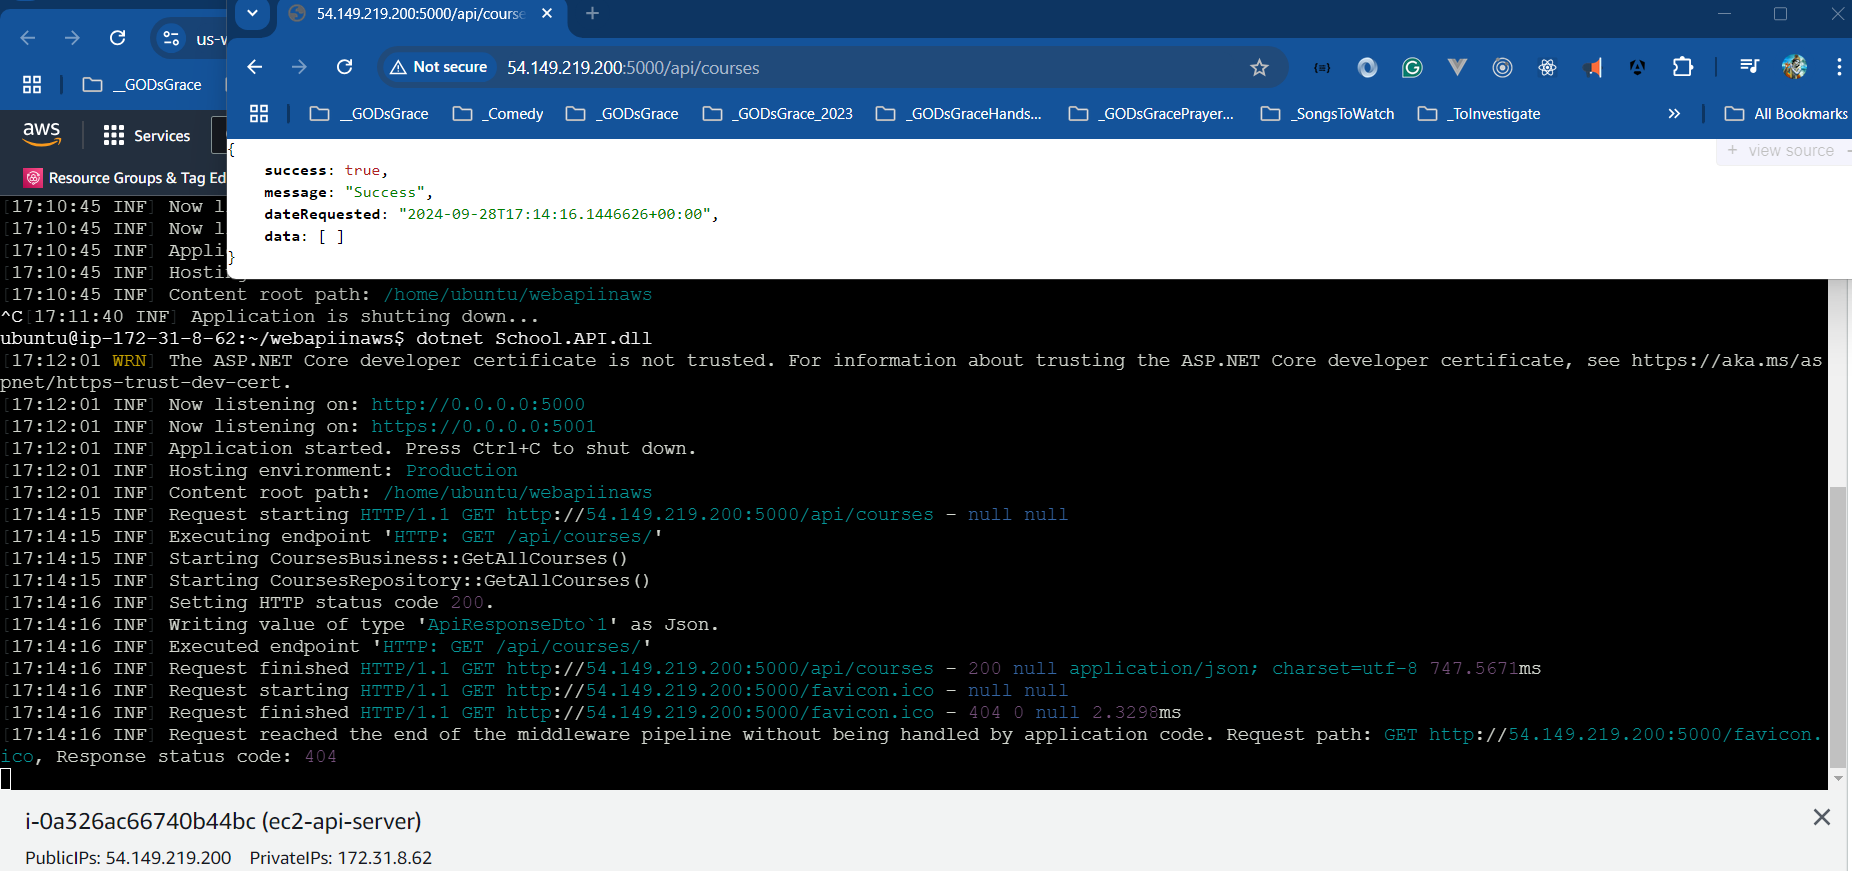 54.149.219.200:5000/api/course
us-w
Not secure 54.149.219.200:5000/api/courses
__GODsGrace
__GODsGrace _Comedy _GODsGrace _GODsGrace_2023 _GODsGraceHands... _GODsGracePrayer... _SongsToWatch _ToInvestigate » All Bookmarks
aws Services
Resource Groups & Tag Ed
+ view source
{
success: true,
message: "Success",
dateRequested: "2024-09-28T17:14:16.1446626+00:00",
data: [ ]
}
[17:10:45 INF] Now l
[17:10:45 INF] Now l
[17:10:45 INF] Appli
[17:10:45 INF] Hosti
[17:10:45 INF] Content root path: /home/ubuntu/webapiinaws
^C[17:11:40 INF] Application is shutting down...
ubuntu@ip-172-31-8-62:~/webapiinaws$ dotnet School.API.dll
[17:12:01 WRN] The ASP.NET Core developer certificate is not trusted. For information about trusting the ASP.NET Core developer certificate, see https://aka.ms/as
pnet/https-trust-dev-cert.
[17:12:01 INF] Now listening on: http://0.0.0.0:5000
[17:12:01 INF] Now listening on: https://0.0.0.0:5001
[17:12:01 INF] Application started. Press Ctrl+C to shut down.
[17:12:01 INF] Hosting environment: Production
[17:12:01 INF] Content root path: /home/ubuntu/webapiinaws
[17:14:15 INF] Request starting HTTP/1.1 GET http://54.149.219.200:5000/api/courses - null null
[17:14:15 INF] Executing endpoint 'HTTP: GET /api/courses/'
[17:14:15 INF] Starting CoursesBusiness::GetAllCourses()
[17:14:15 INF] Starting CoursesRepository::GetAllCourses()
[17:14:16 INF] Setting HTTP status code 200.
[17:14:16 INF] Writing value of type 'ApiResponseDto`1' as Json.
[17:14:16 INF] Executed endpoint 'HTTP: GET /api/courses/'
[17:14:16 INF] Request finished HTTP/1.1 GET http://54.149.219.200:5000/api/courses - 200 null application/json; charset=utf-8 747.5671ms
[17:14:16 INF] Request starting HTTP/1.1 GET http://54.149.219.200:5000/favicon.ico - null null
[17:14:16 INF] Request finished HTTP/1.1 GET http://54.149.219.200:5000/favicon.ico - 404 0 null 2.3298ms
[17:14:16 INF] Request reached the end of the middleware pipeline without being handled by application code. Request path: GET http://54.149.219.200:5000/favicon.
ico, Response status code: 404
i-0a326ac66740b44bc (ec2-api-server)
PublicIPs: 54.149.219.200 PrivateIPs: 172.31.8.62